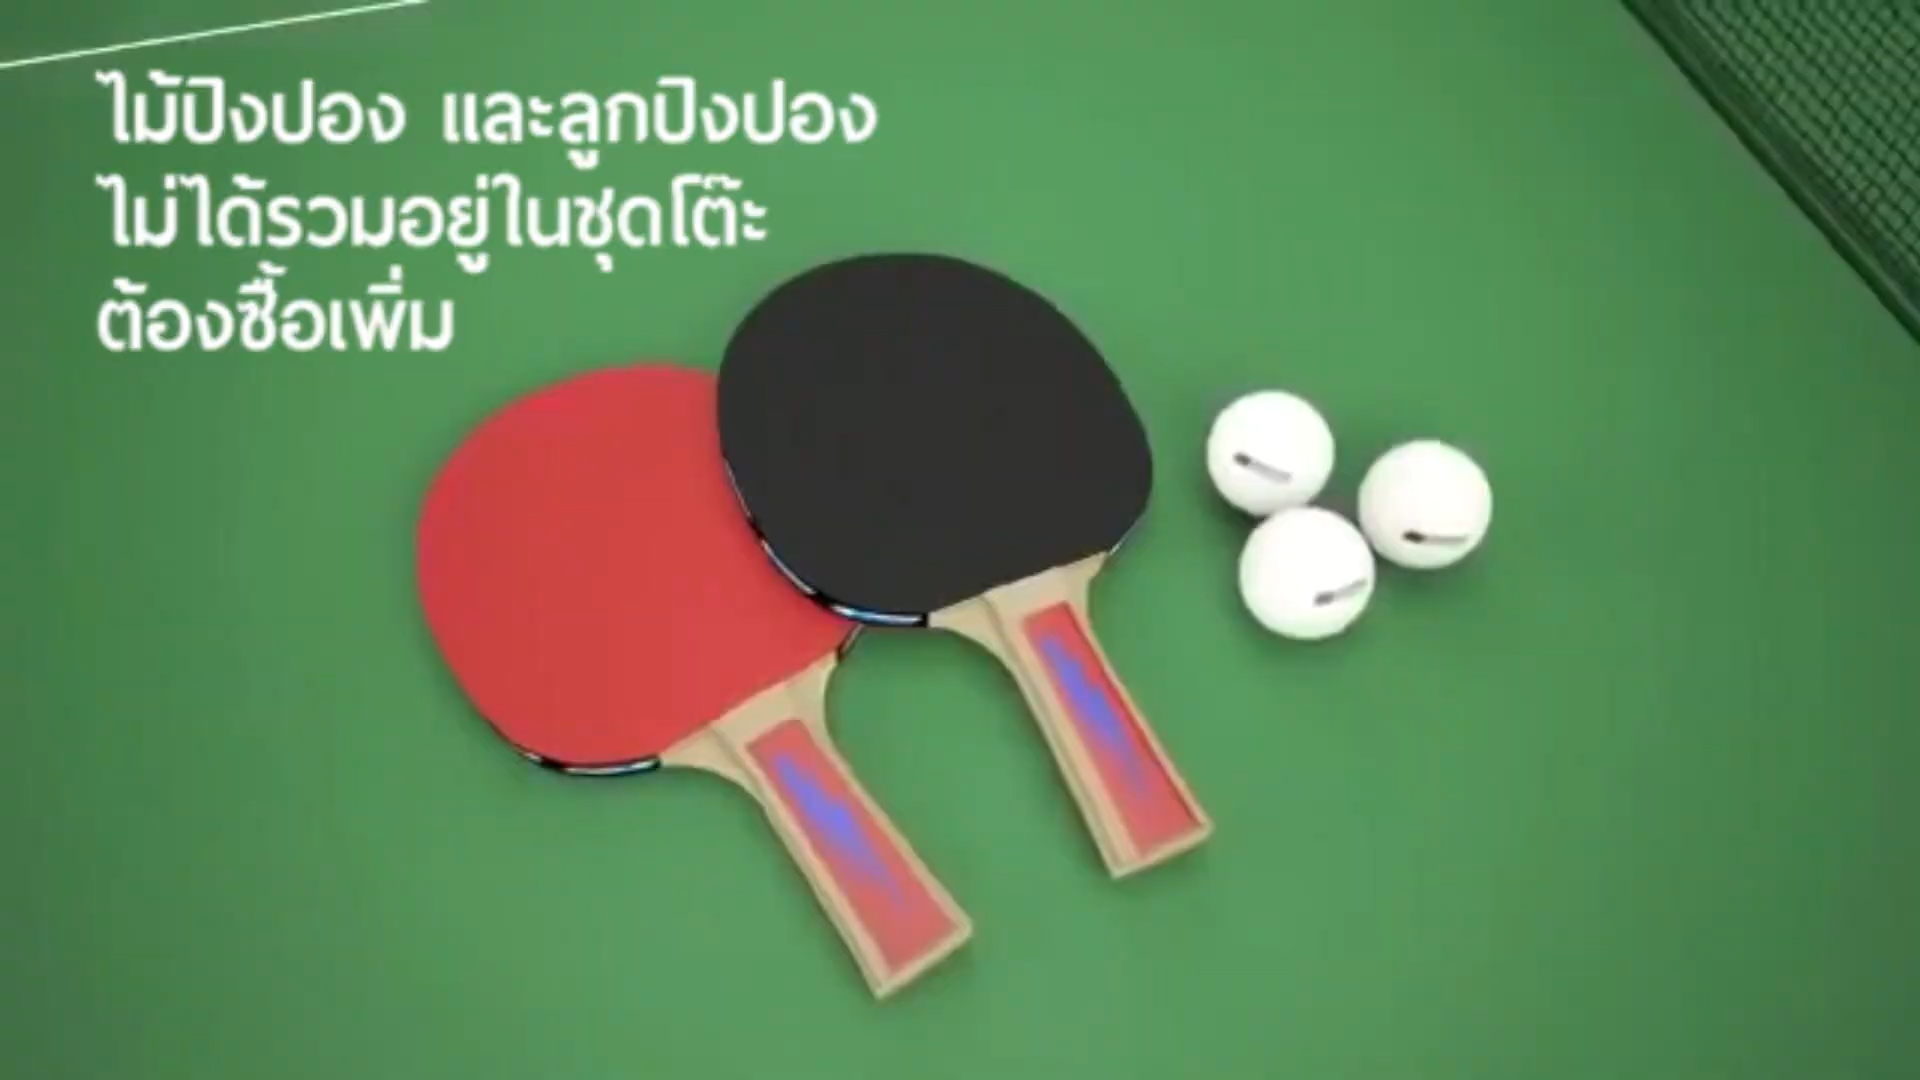 ไม้ปิงปอง และลูกปิงปอง
ไม่ได้รวมอยู่ในชุดโต๊ะ
ต้องซื้อเพิ่ม